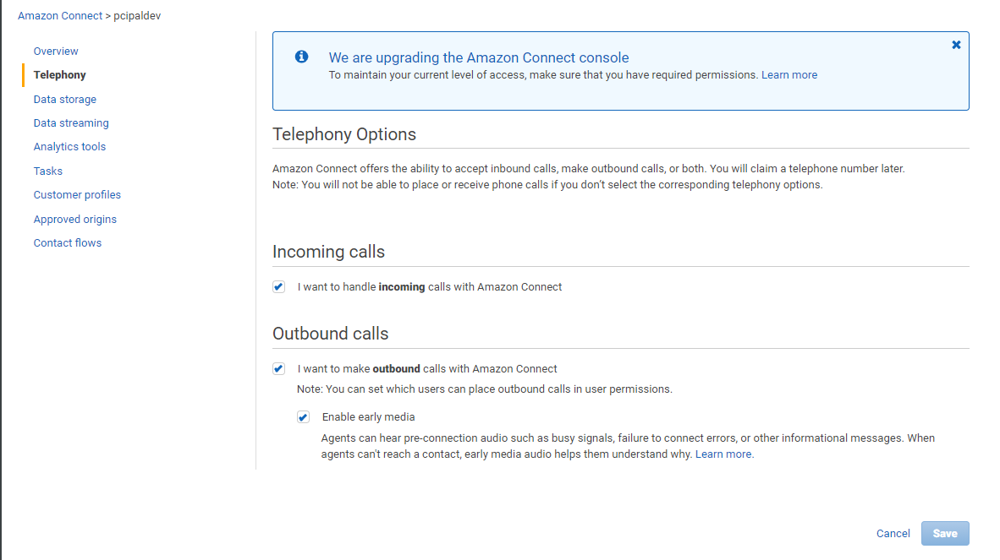 Amazon Connect > pcipaldev
Overview
Telephony
Data storage
Data streaming
Analytics tools
Tasks
Customer profiles
Approved origins
Contact flows
We are upgrading the Amazon Connect console
To maintain your current level of access, make sure that you have required permissions. Learn more
Telephony Options
Amazon Connect offers the ability to accept inbound calls, make outbound calls, or both. You will claim a telephone number later.
Note: You will not be able to place or receive phone calls if you don't select the corresponding telephony options.
Incoming calls
I want to handle incoming calls with Amazon Connect
Outbound calls
I want to make outbound calls with Amazon Connect
Note: You can set which users can place outbound calls in user permissions.
Enable early media
Agents can hear pre-connection audio such as busy signals, failure to connect errors, or other informational messages. When
agents can't reach a contact, early media audio helps them understand why. Learn more.
Cancel
Save